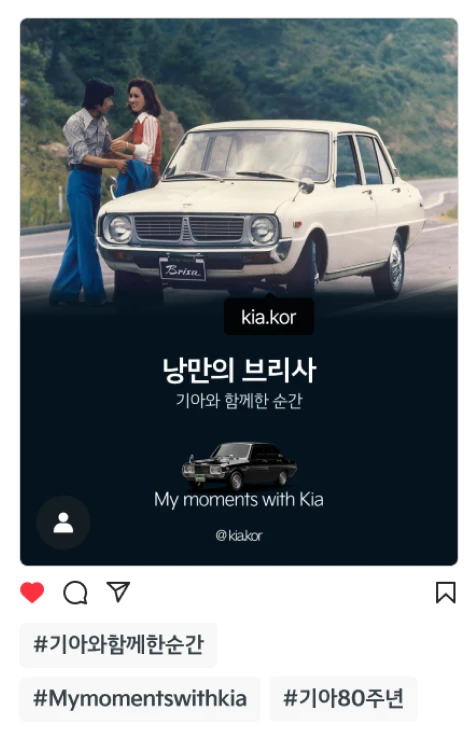 Brisa
kia.kor
낭만의 브리사
기아와 함께한 순간
My moments with Kia
@kia.kor
#기아와함께한순간
#Mymomentswithkia
#기아80주년